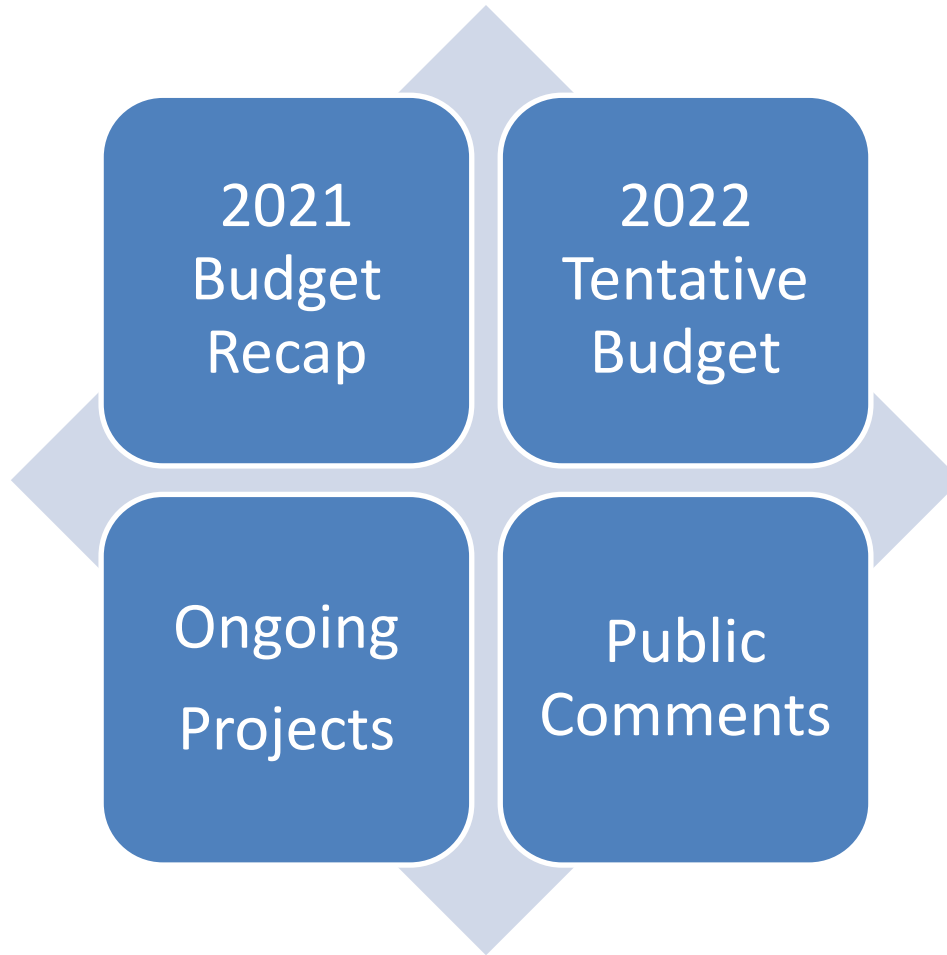 2021
Budget
Recap
2022
Tentative
Budget
Ongoing
Projects
Public
Comments